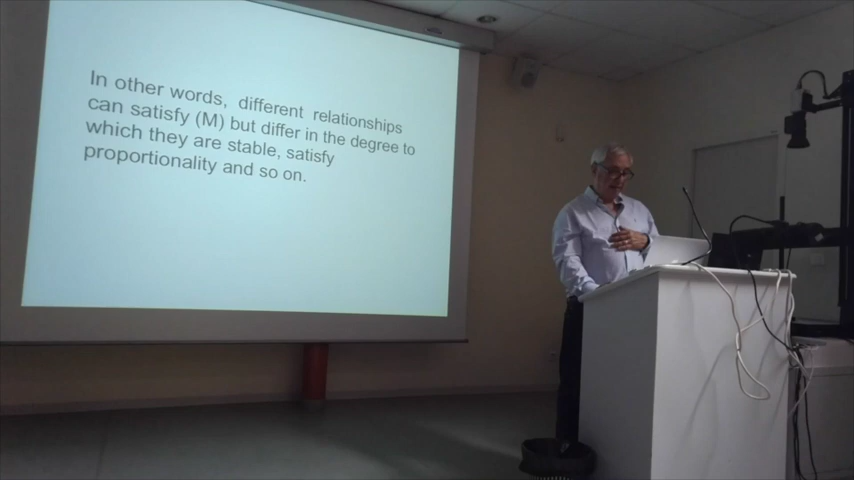 In other words, different relationships
can satisfy (M) but differ in the degree to
which they are stable, satisfy
proportionality and so on.